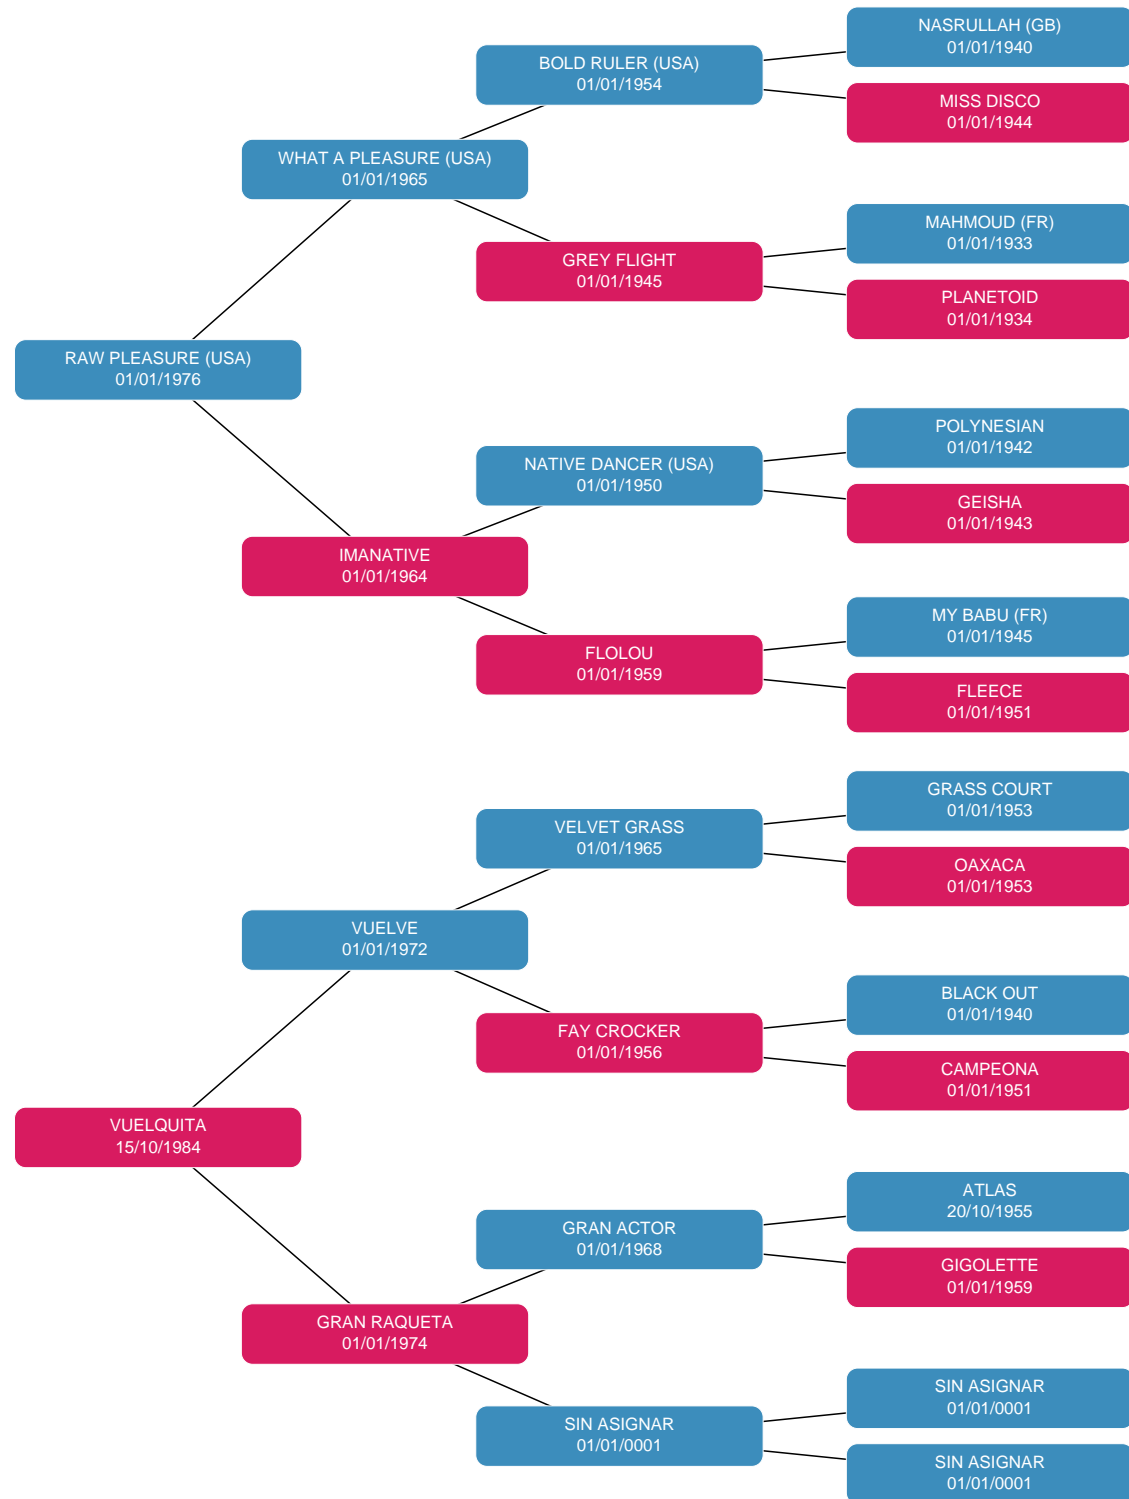 NASRULLAH (GB)
01/01/1940
BOLD RULER (USA)
01/01/1954
MISS DISCO
01/01/1944
WHAT A PLEASURE (USA)
01/01/1965
MAHMOUD (FR)
01/01/1933
GREY FLIGHT
01/01/1945
PLANETOID
01/01/1934
RAW PLEASURE (USA)
01/01/1976
POLYNESIAN
01/01/1942
NATIVE DANCER (USA)
01/01/1950
GEISHA
01/01/1943
IMANATIVE
01/01/1964
MY BABU (FR)
01/01/1945
FLOLOU
01/01/1959
FLEECE
01/01/1951
GRASS COURT
01/01/1953
VELVET GRASS
01/01/1965
OAXACA
01/01/1953
VUELVE
01/01/1972
BLACK OUT
01/01/1940
FAY CROCKER
01/01/1956
CAMPEONA
01/01/1951
VUELQUITA
15/10/1984
ATLAS
20/10/1955
GRAN ACTOR
01/01/1968
GIGOLETTE
01/01/1959
GRAN RAQUETA
01/01/1974
SIN ASIGNAR
01/01/0001
SIN ASIGNAR
01/01/0001
SIN ASIGNAR
01/01/0001